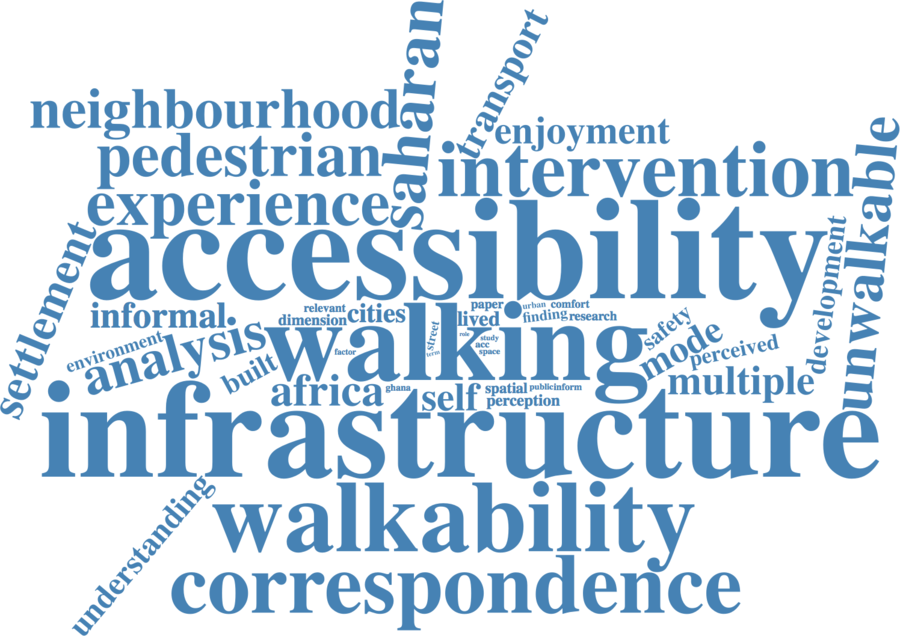 saharan
transport
neighbourhood
enjoyment
pedestrian
intervention
unwalkable
experience
accessibility
settlement
development
informal
relevant
dimension
cities
paper
lived
urban comfort
finding research
walking
safety
mode
perceived
environment
analysis
built
factor
street
term
role
study
acc
space
multiple
africa
ghana
self
spatial
public inform
perception
infrastructure
walkability
understanding
correspondence